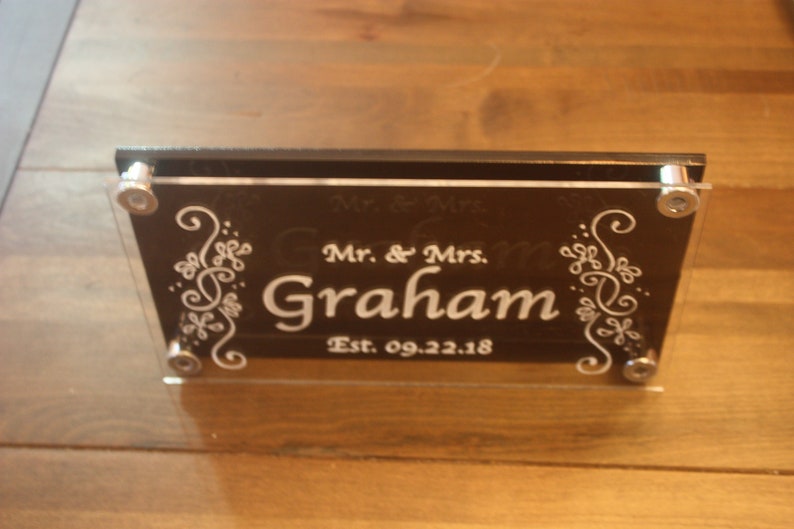 Mr. & Mrs.
Graham
Est. 09.22.18